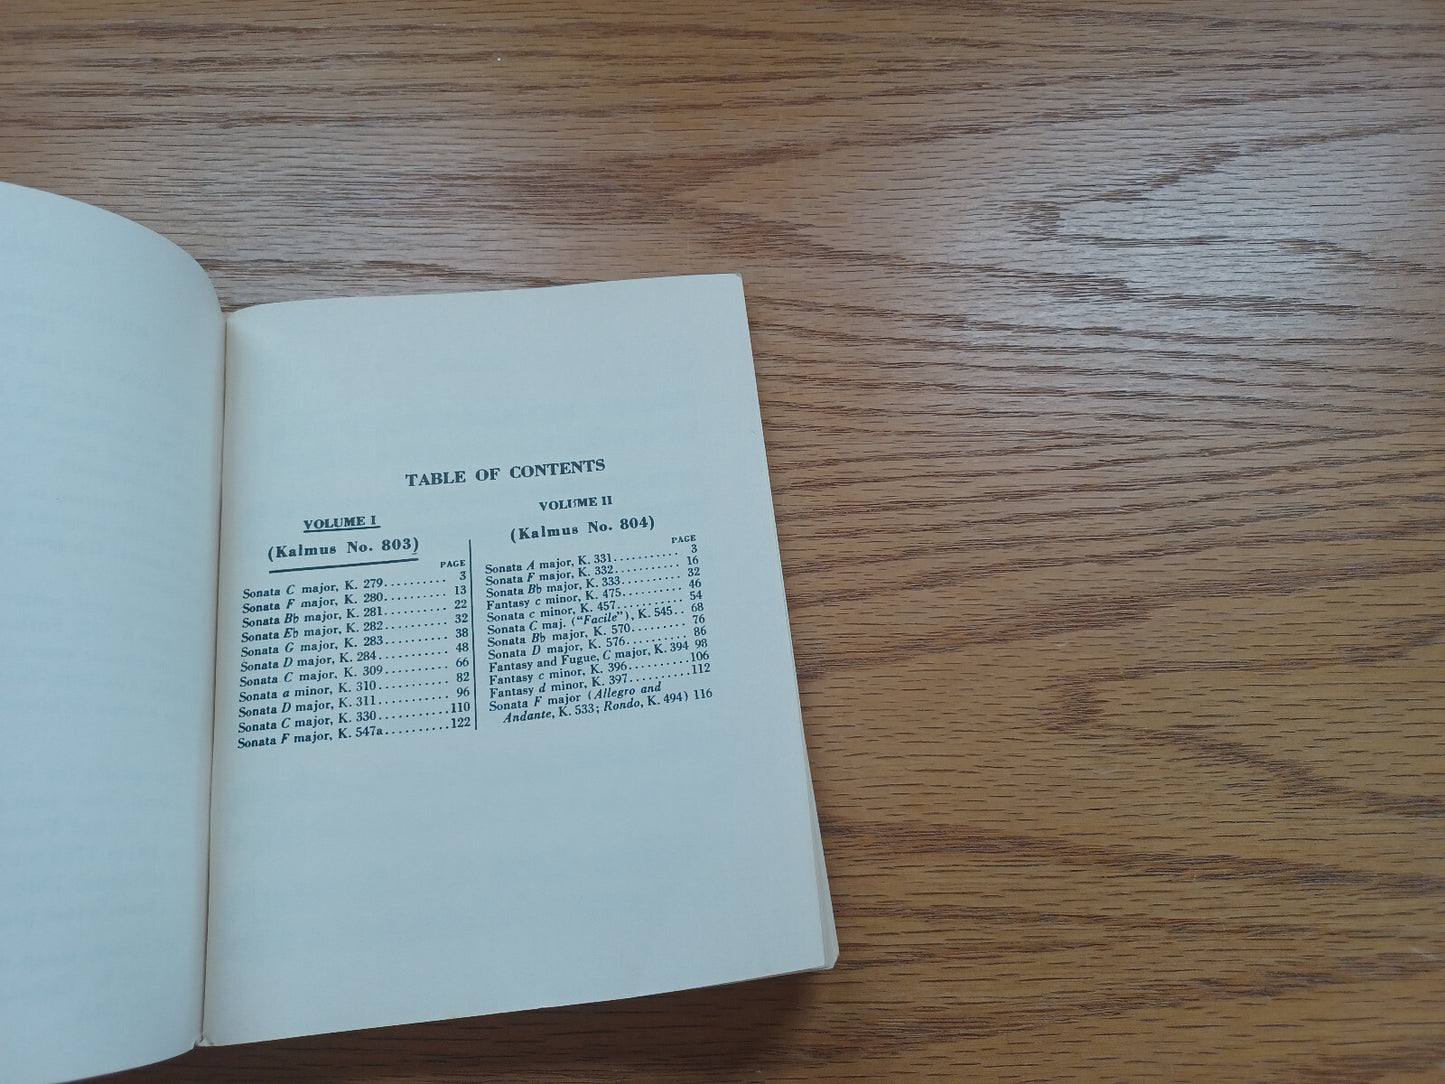 TABLE OF CONTENTS
VOLUME I
(Kalmus No. 803)
PAGE
Sonata C major, K. 279.......... 3
Sonata F major, K. 280.......... 13
Sonata B♭ major, K. 281......... 22
Sonata E♭ major, K. 282......... 32
Sonata G major, K. 283.......... 38
Sonata D major, K. 284.......... 48
Sonata C major, K. 309.......... 66
Sonata a minor, K. 310.......... 82
Sonata D major, K. 311.......... 96
Sonata C major, K. 330..........110
Sonata F major, K. 547a..........122
VOLUME II
(Kalmus No. 804)
PAGE
Sonata A major, K. 331........... 3
Sonata F major, K. 332........... 16
Sonata B♭ major, K. 333.......... 32
Fantasy c minor, K. 475.......... 46
Sonata c minor, K. 457........... 54
Sonata C maj. ("Facile"), K. 545.. 68
Sonata B♭ major, K. 570......... 76
Sonata D major, K. 576.......... 86
Fantasy and Fugue, C major, K. 394 98
Fantasy c minor, K. 396..........106
Fantasy d minor, K. 397..........112
Sonata F major (Allegro and
Andante, K. 533; Rondo, K. 494) 116